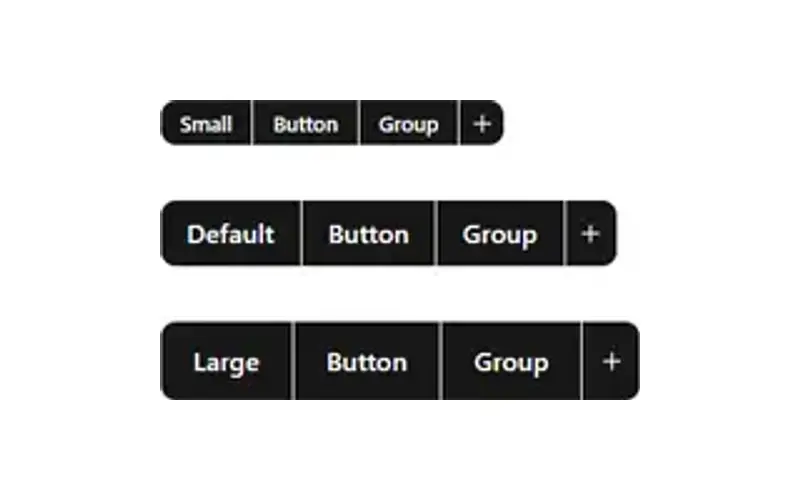 Small Button Group +
Default Button Group +
Large Button Group +